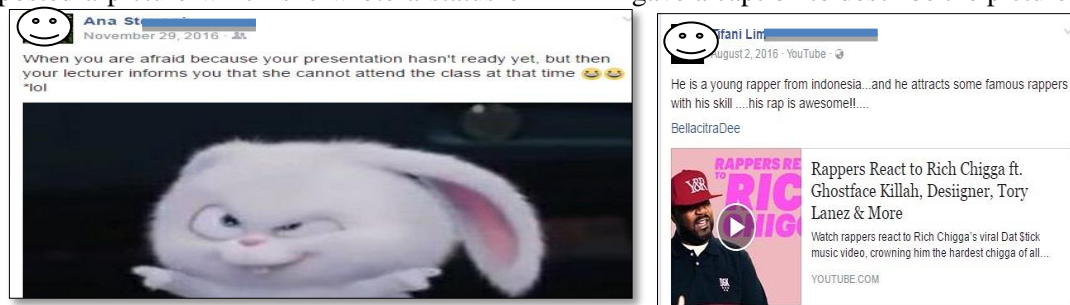 Ana
November 29, 2016
When you are afraid because your presentation hasn't ready yet, but then
your lecturer informs you that she cannot attend the class at that time 😂😂
*lol
Lim
August 2, 2016 · YouTube
He is a young rapper from indonesia...and he attracts some famous rappers
with his skill ....his rap is awesome!!....
BellacitraDee
RAPPERS RE
TO RIC
CHIG
Y&R
Rappers React to Rich Chigga ft.
Ghostface Killah, Desiigner, Tory
Lanez & More
Watch rappers react to Rich Chigga's viral Dat $tick
music video, crowning him the hardest chigga of all...
YOUTUBE.COM